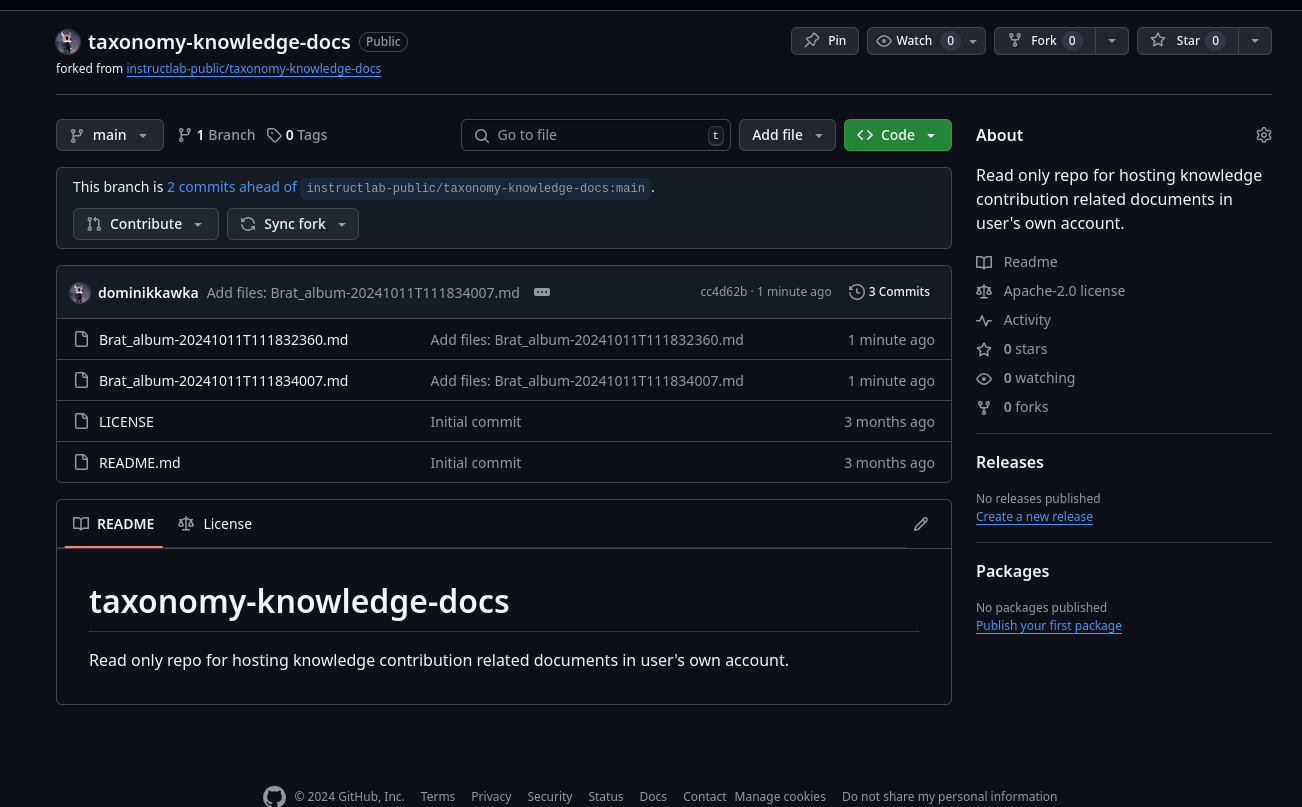 taxonomy-knowledge-docs Public Pin Watch 0 Fork 0 Star 0
forked from instructlab-public/taxonomy-knowledge-docs
main 1 Branch 0 Tags Go to file t Add file Code
This branch is 2 commits ahead of instructlab-public/taxonomy-knowledge-docs:main.
Contribute Sync fork
dominikkawka Add files: Brat_album-20241011T111834007.md cc4d62b · 1 minute ago 3 Commits
Brat_album-20241011T111832360.md Add files: Brat_album-20241011T111832360.md 1 minute ago
Brat_album-20241011T111834007.md Add files: Brat_album-20241011T111834007.md 1 minute ago
LICENSE Initial commit 3 months ago
README.md Initial commit 3 months ago
README License
taxonomy-knowledge-docs
Read only repo for hosting knowledge contribution related documents in user's own account.
About
Read only repo for hosting knowledge
contribution related documents in
user's own account.
Readme
Apache-2.0 license
Activity
0 stars
0 watching
0 forks
Releases
No releases published
Create a new release
Packages
No packages published
Publish your first package
© 2024 GitHub, Inc. Terms Privacy Security Status Docs Contact Manage cookies Do not share my personal information